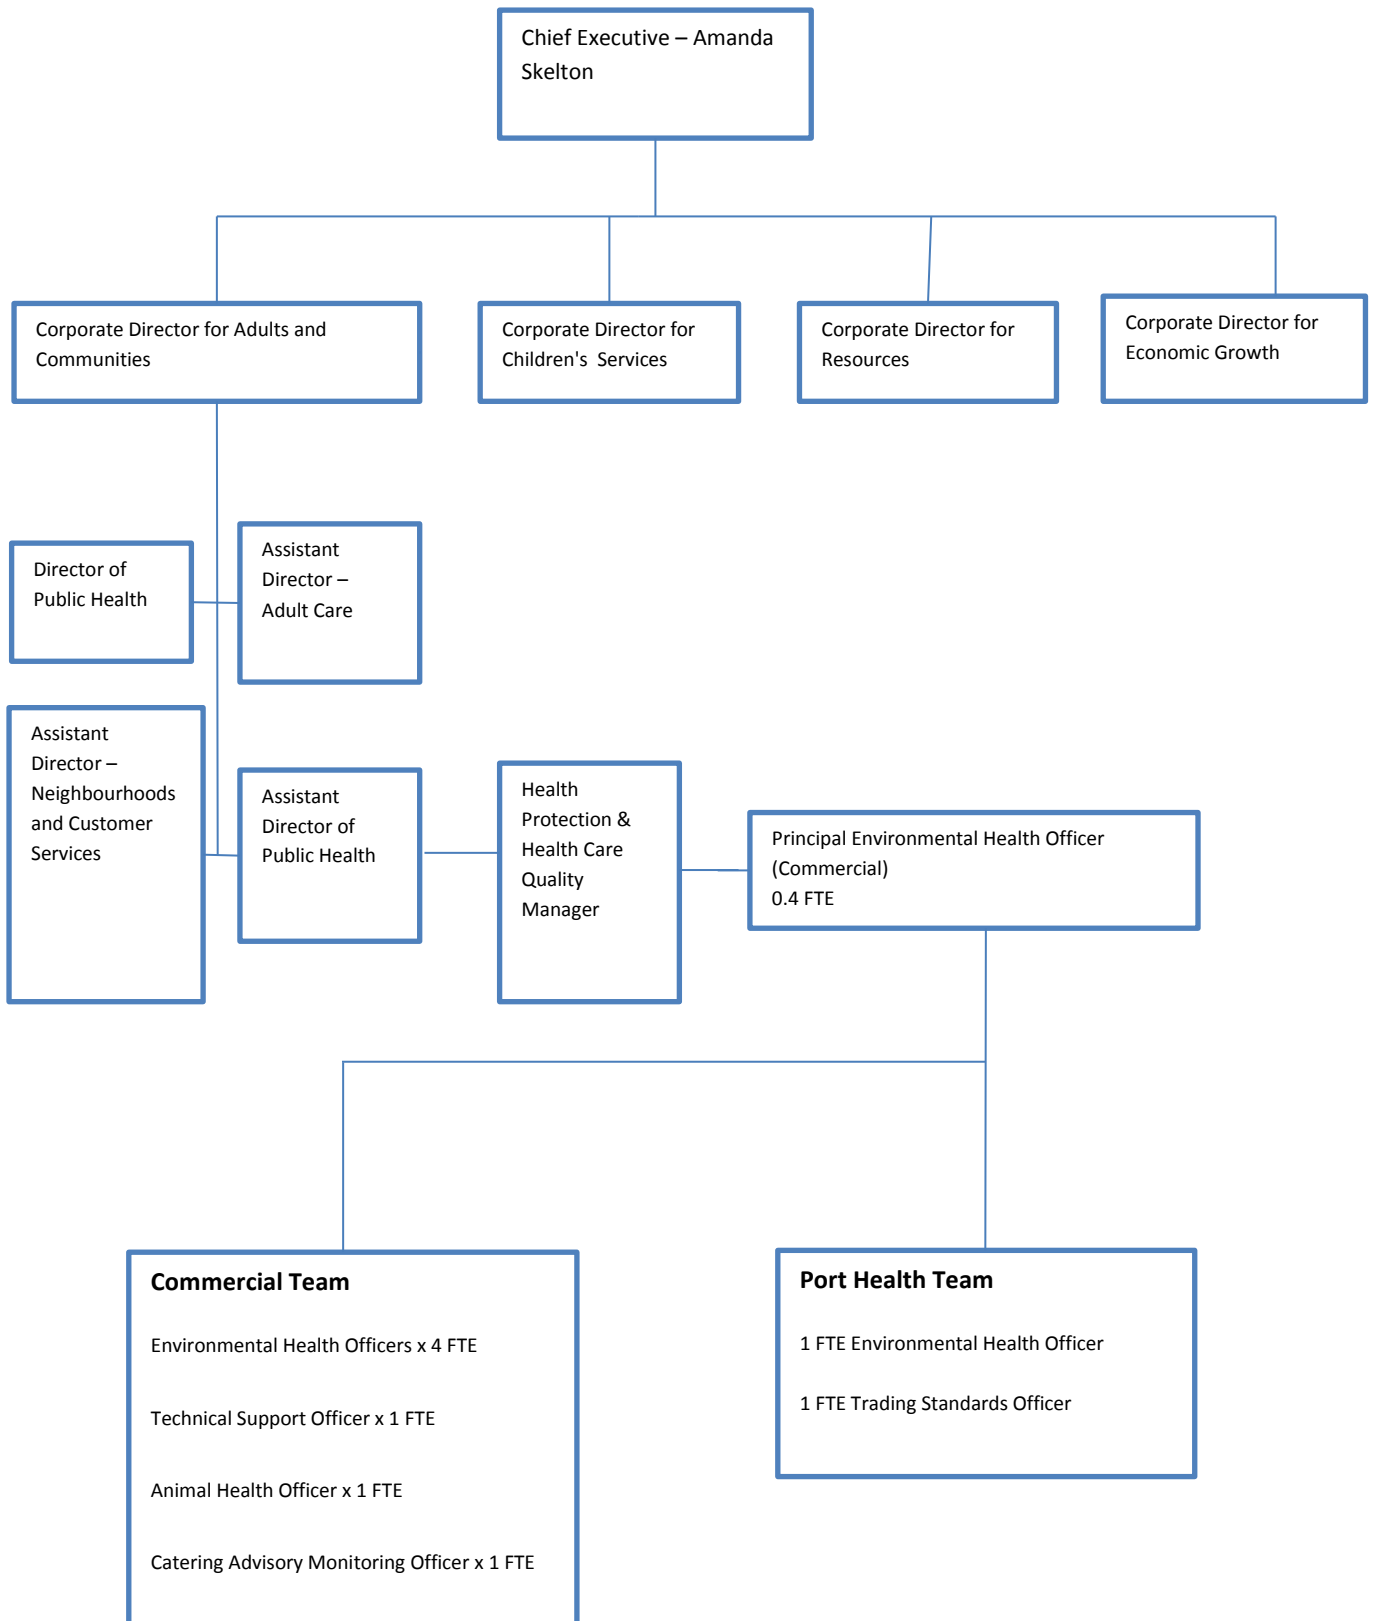 Chief Executive – Amanda
Skelton
Corporate Director for Adults and
Communities
Corporate Director for
Children's  Services
Corporate Director for
Resources
Corporate Director for
Economic Growth
Director of
Public Health
Assistant
Director –
Adult Care
Assistant
Director –
Neighbourhoods
and Customer
Services
Assistant
Director of
Public Health
Health
Protection &
Health Care
Quality
Manager
Principal Environmental Health Officer
(Commercial)
0.4 FTE
Commercial Team
Environmental Health Officers x 4 FTE
Technical Support Officer x 1 FTE
Animal Health Officer x 1 FTE
Catering Advisory Monitoring Officer x 1 FTE
Port Health Team
1 FTE Environmental Health Officer
1 FTE Trading Standards Officer